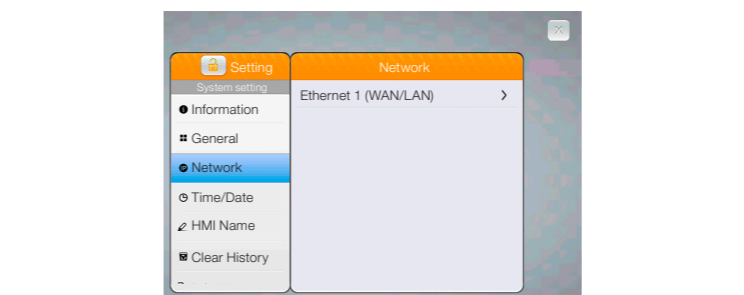 Setting
System setting
Information
General
Network
Time/Date
HMI Name
Clear History
Network
Ethernet 1 (WAN/LAN)